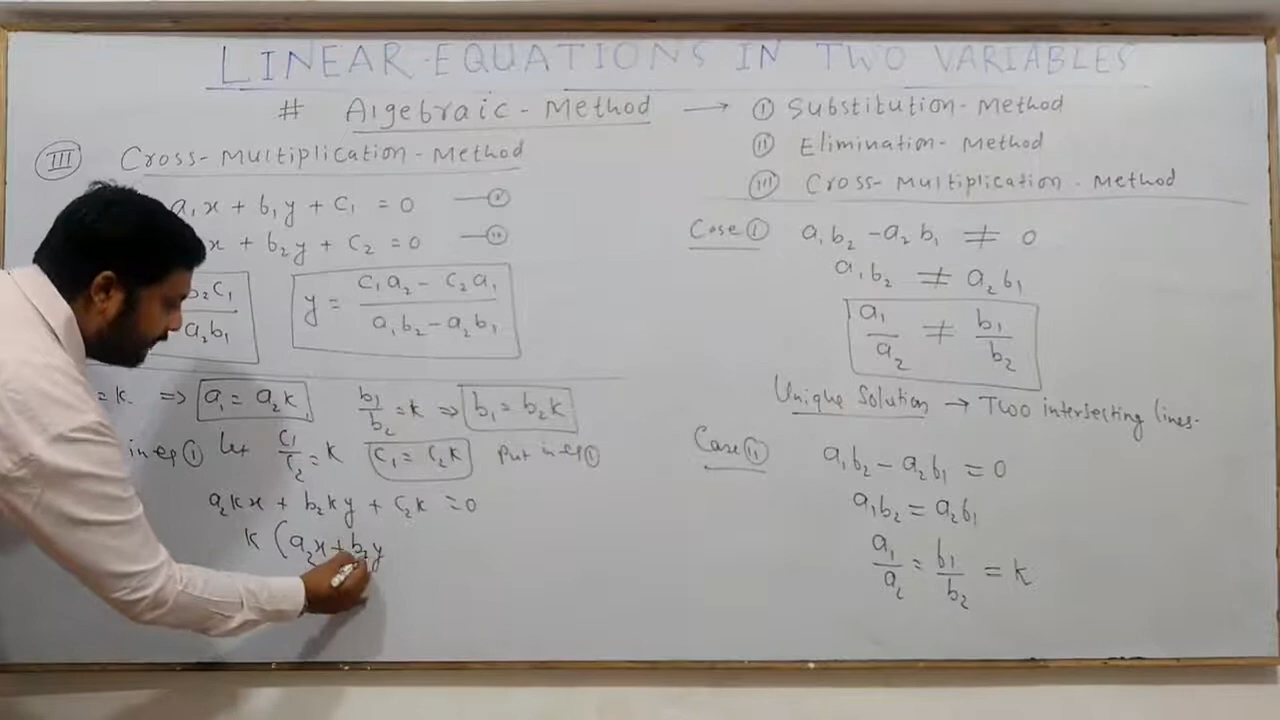 LINEAR-EQUATIONS IN TWO VARIABLES
# Algebraic-Method → Ⓘ Substitution-Method
Ⓘⓘ Elimination-Method
Ⓘⓘⓘ Cross-Multiplication-Method
(III) Cross-Multiplication-Method
a₁x + b₁y + c₁ = 0 —(i)
x + b₂y + c₂ = 0 —(ii)
b₂c₁ / a₂b₁
y = (c₁a₂ - c₂a₁) / (a₁b₂ - a₂b₁)
= k ⇒ a₁ = a₂k b₁/b₂ = k ⇒ b₁ = b₂k
in eq (1) let c₁/c₂ = k c₁ = c₂k Put in eq (1)
a₂kx + b₂ky + c₂k = 0
k (a₂x + b₂y
Case (I) a₁b₂ - a₂b₁ ≠ 0
a₁b₂ ≠ a₂b₁
a₁/a₂ ≠ b₁/b₂
Unique Solution → Two intersecting lines.
Case (II) a₁b₂ - a₂b₁ = 0
a₁b₂ = a₂b₁
a₁/a₂ = b₁/b₂ = k